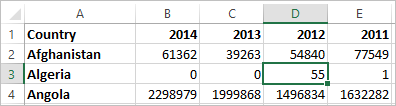 A B C D E
1 Country 2014 2013 2012 2011
2 Afghanistan 61362 39263 54840 77549
3 Algeria 0 0 55 1
4 Angola 2298979 1999868 1496834 1632282